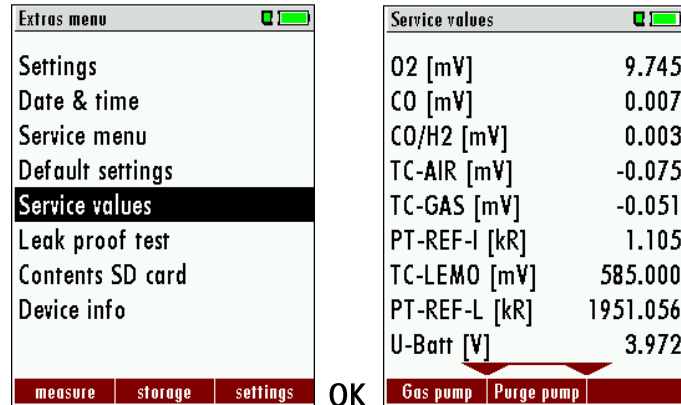 Extras menu
Settings
Date & time
Service menu
Default settings
Service values
Leak proof test
Contents SD card
Device info
measure storage settings
OK
Service values
O2 [mV] 9.745
CO [mV] 0.007
CO/H2 [mV] 0.003
TC-AIR [mV] -0.075
TC-GAS [mV] -0.051
PT-REF-I [kR] 1.105
TC-LEMO [mV] 585.000
PT-REF-L [kR] 1951.056
U-Batt [V] 3.972
Gas pump Purge pump